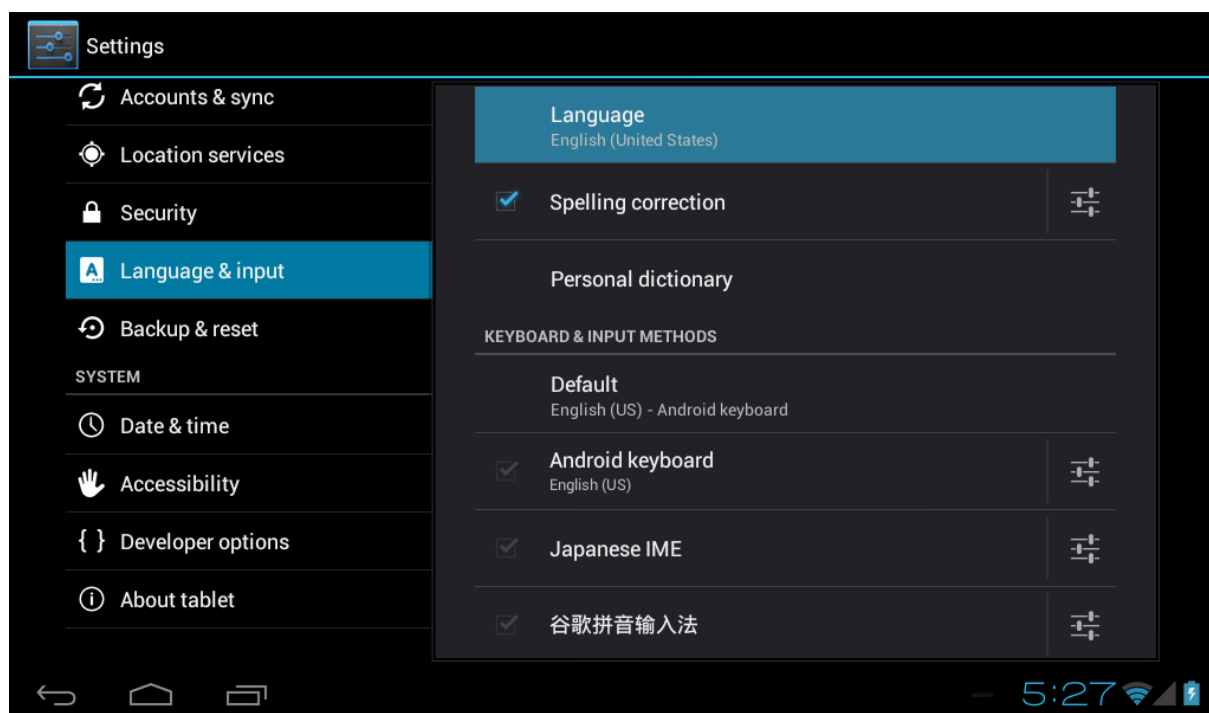 Settings
Accounts & sync
Location services
Security
Language & input
Backup & reset
SYSTEM
Date & time
Accessibility
{ } Developer options
About tablet
Language
English (United States)
Spelling correction
Personal dictionary
KEYBOARD & INPUT METHODS
Default
English (US) - Android keyboard
Android keyboard
English (US)
Japanese IME
谷歌拼音输入法
5:27